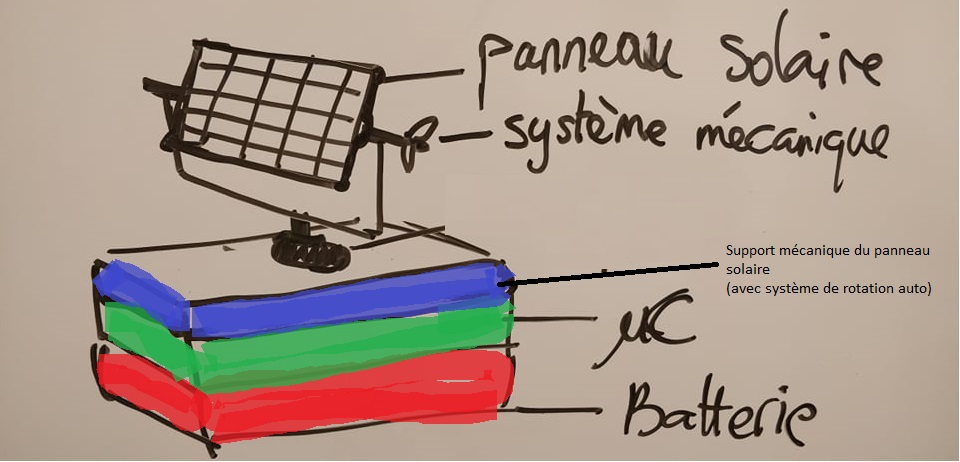 panneau solaire
système mécanique
Support mécanique du panneau
solaire
(avec système de rotation auto)
µC
Batterie